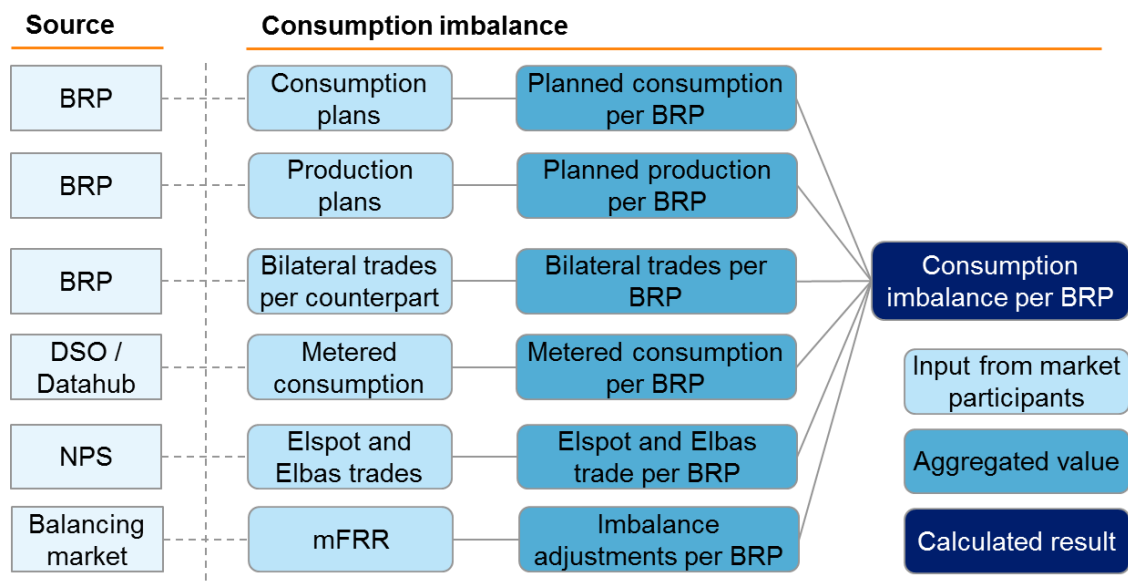 Source
Consumption imbalance
BRP
Consumption
plans
Planned consumption
per BRP
BRP
Production
plans
Planned production
per BRP
BRP
Bilateral trades
per counterpart
Bilateral trades per
BRP
Consumption
imbalance per BRP
DSO /
Datahub
Metered
consumption
Metered consumption
per BRP
Input from market
participants
NPS
Elspot and
Elbas trades
Elspot and Elbas
trade per BRP
Aggregated value
Balancing
market
mFRR
Imbalance
adjustments per BRP
Calculated result